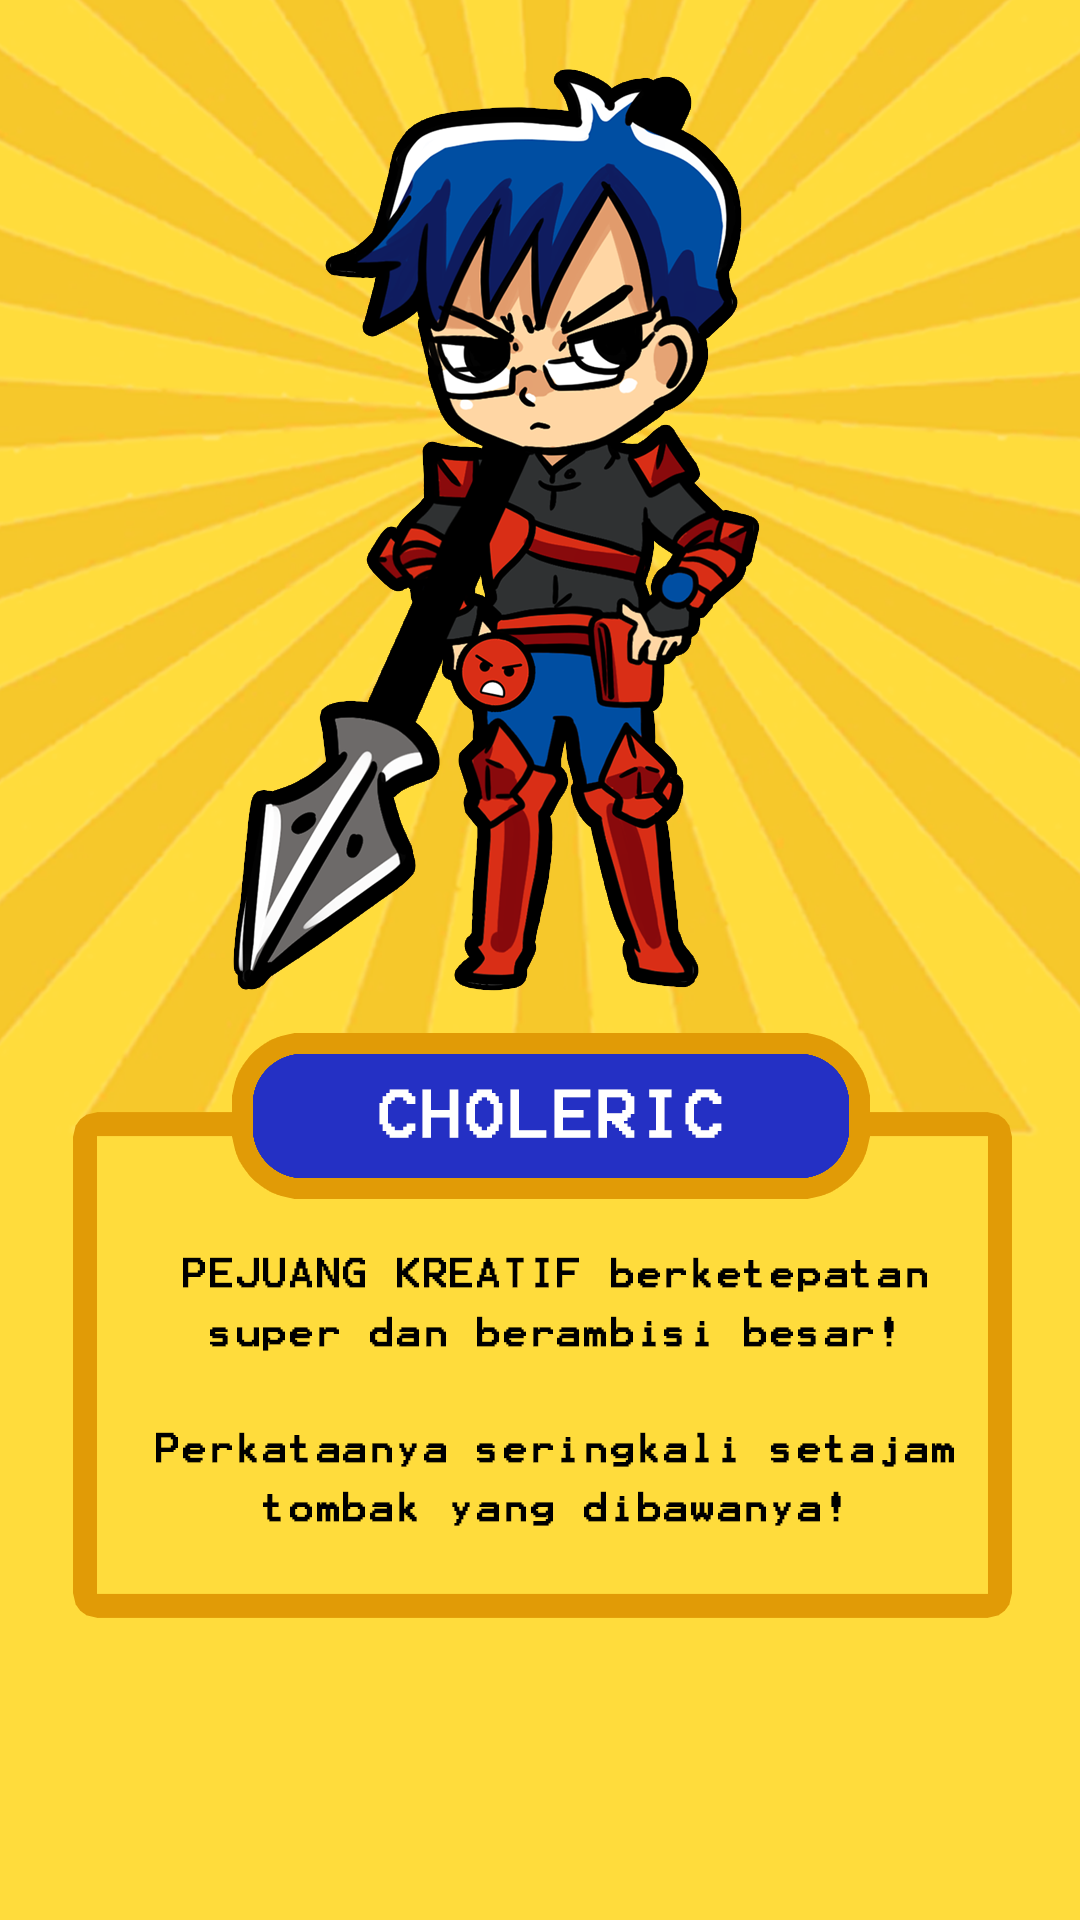 CHOLERIC
PEJUANG KREATIF berketepatan
super dan berambisi besar!
Perkataanya seringkali setajam
tombak yang dibawanya!